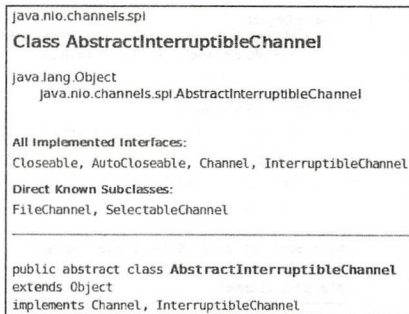 java.nio.channels.spi
Class AbstractInterruptibleChannel
java.lang.Object
java.nio.channels.spi.AbstractInterruptibleChannel
All Implemented Interfaces:
Closeable, AutoCloseable, Channel, InterruptibleChannel
Direct Known Subclasses:
FileChannel, SelectableChannel
public abstract class AbstractInterruptibleChannel
extends Object
implements Channel, InterruptibleChannel